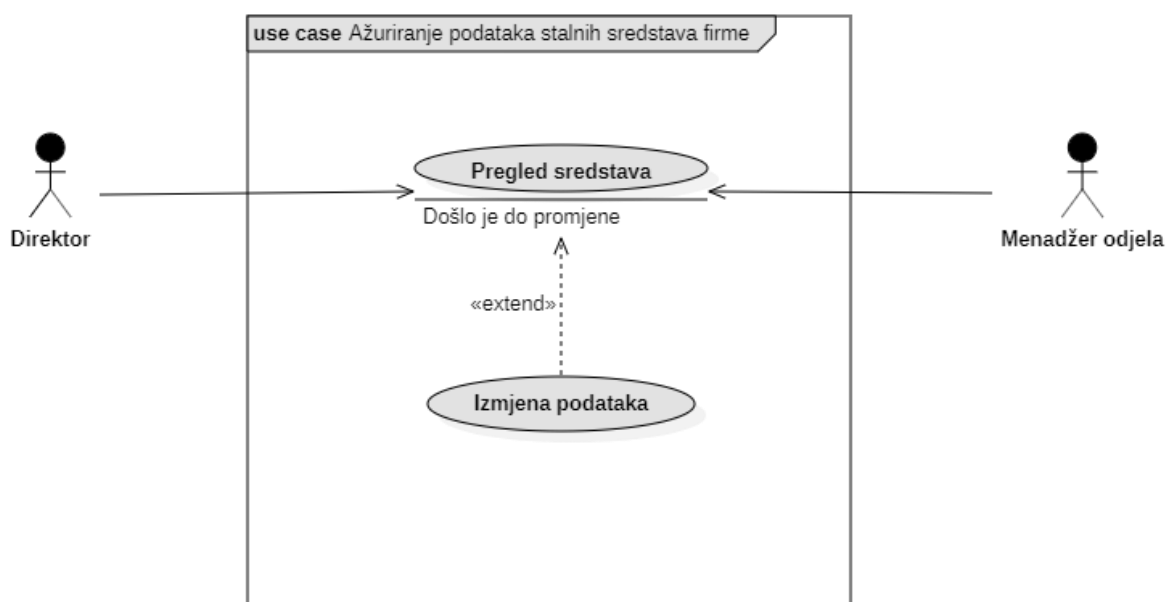 use case Ažuriranje podataka stalnih sredstava firme
Pregled sredstava
Došlo je do promjene
Direktor
Menadžer odjela
«extend»
Izmjena podataka